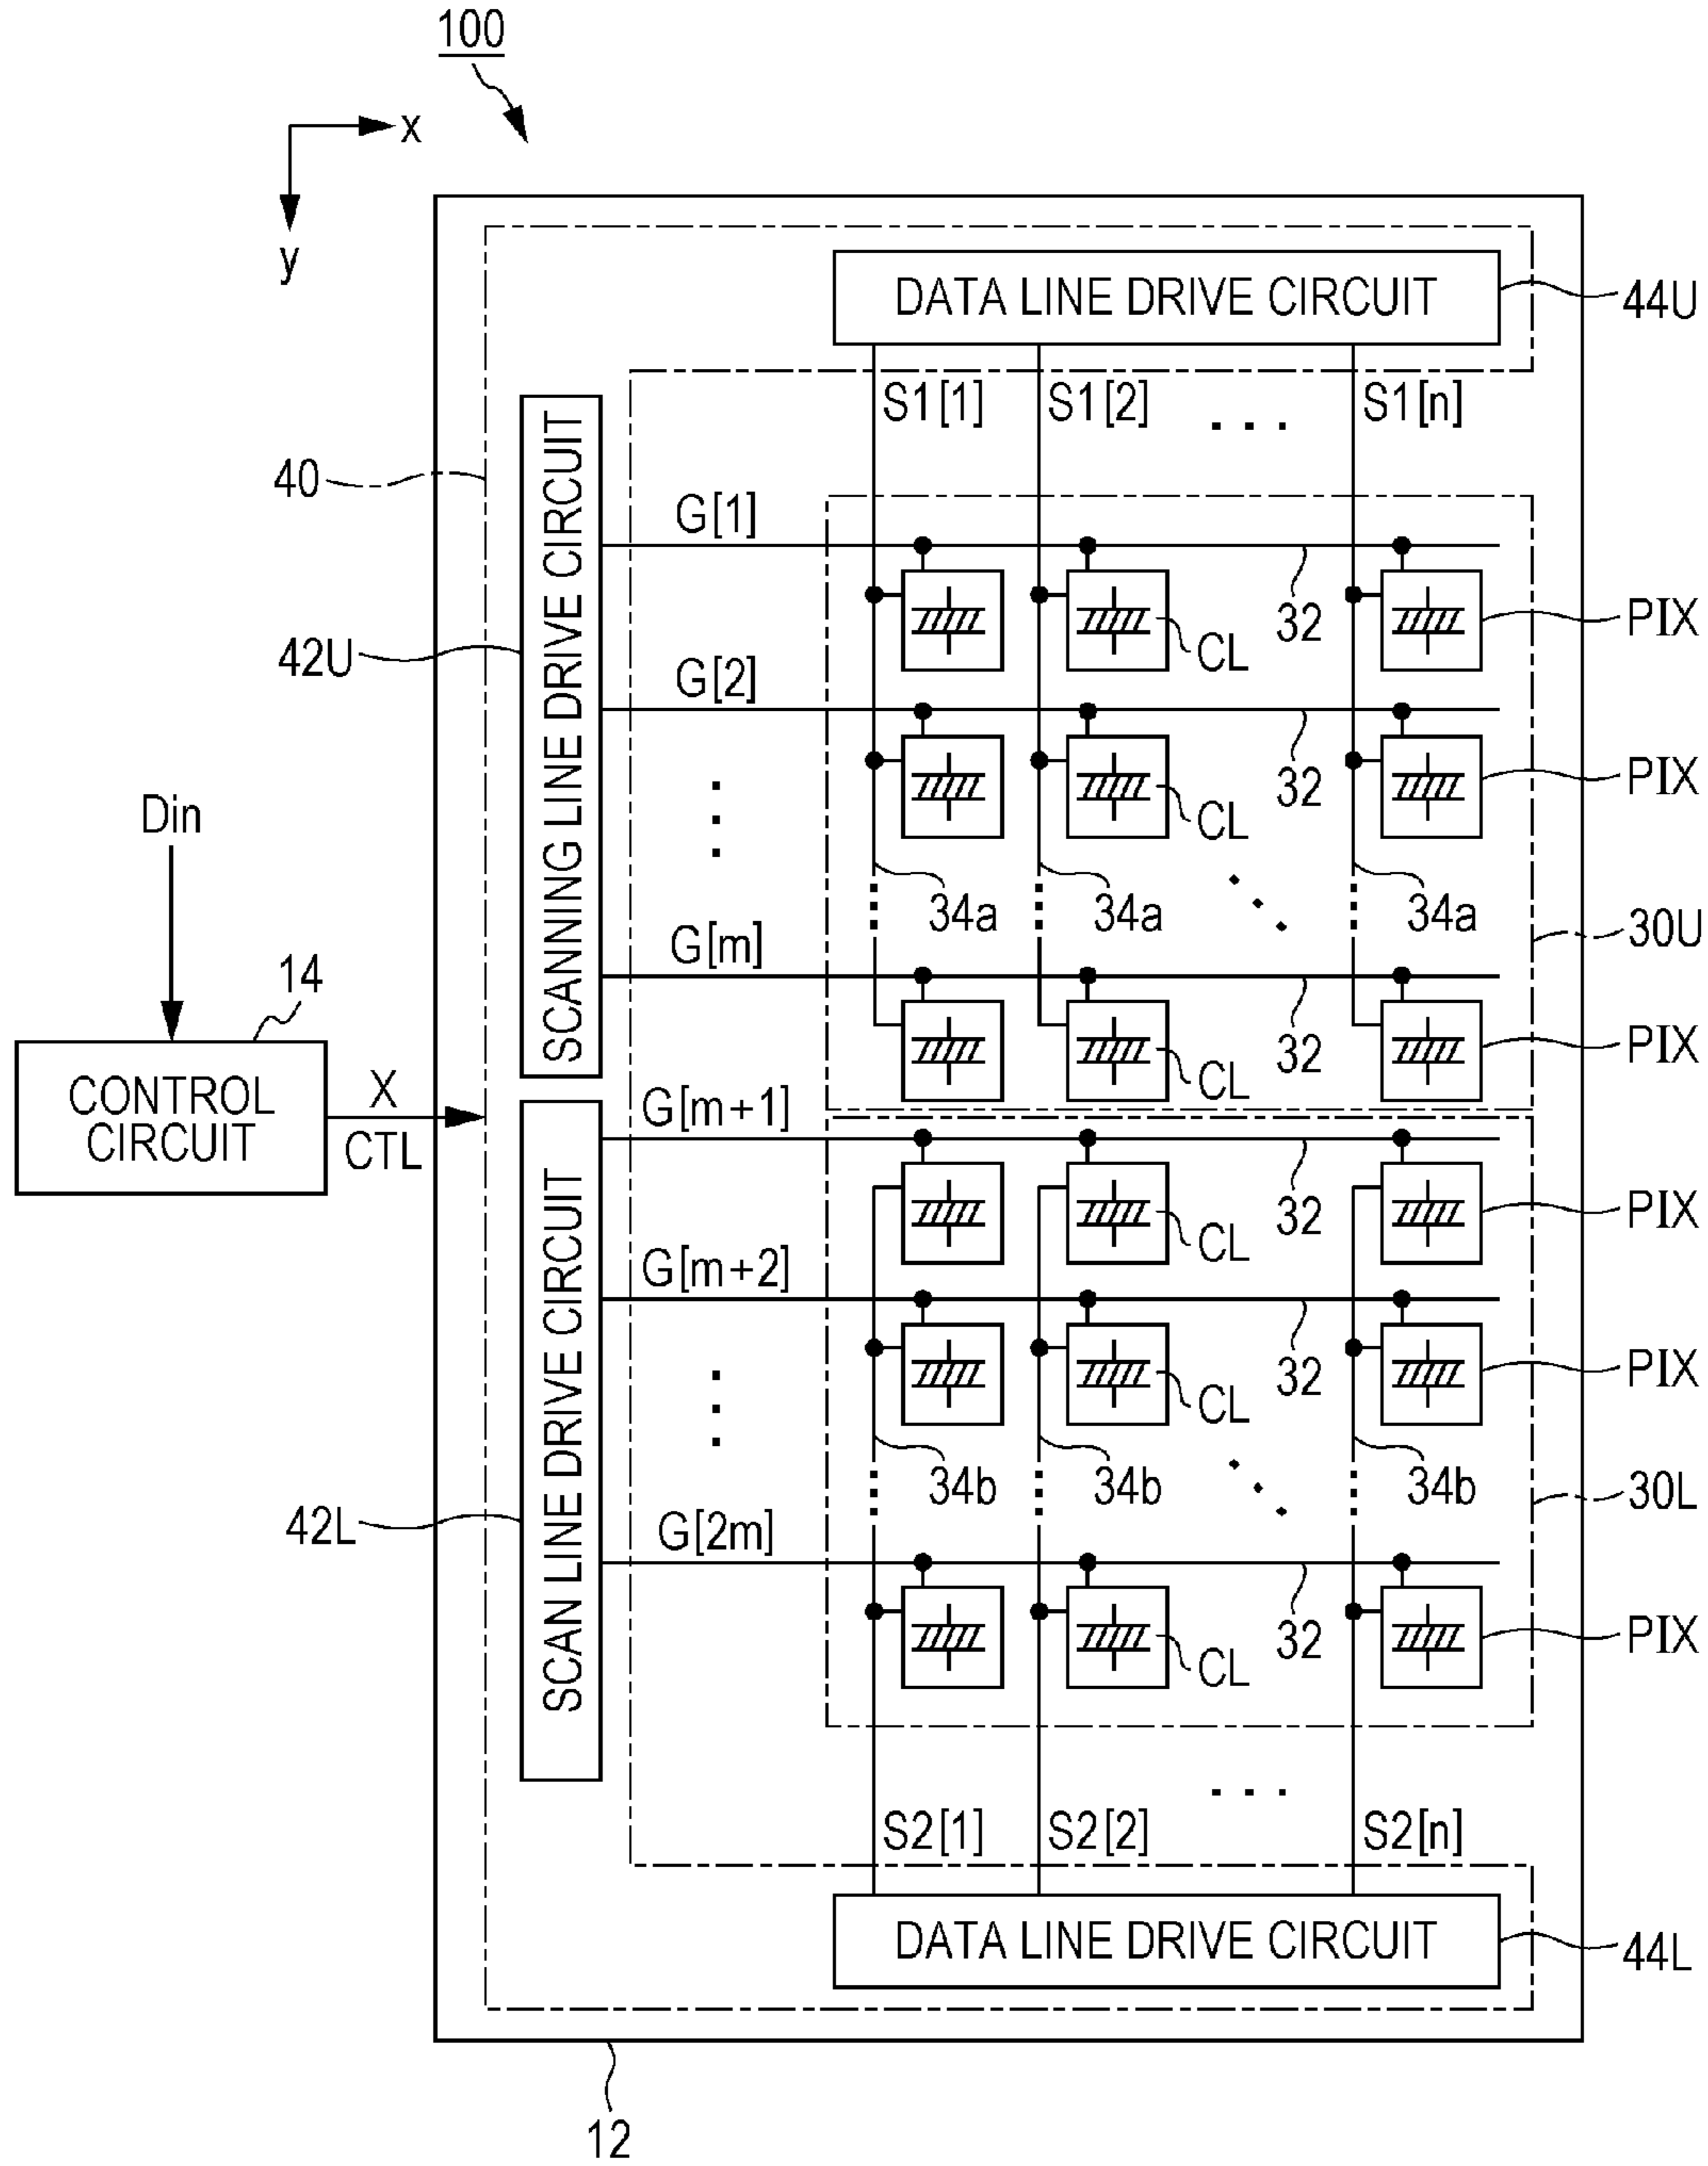 100
x
y
DATA LINE DRIVE CIRCUIT
44U
S1[1] S1[2] . . . S1[n]
40
SCANNING LINE DRIVE CIRCUIT
G[1]
32
PIX
42U
CL
G[2]
32
PIX
CL
Din
34a 34a 34a
30U
G[m]
14
32
PIX
CL
CONTROL
CIRCUIT
X
CTL
G[m+1]
SCAN LINE DRIVE CIRCUIT
32
PIX
CL
G[m+2]
32
PIX
CL
34b 34b 34b
30L
42L
G[2m]
32
PIX
CL
. . .
S2[1] S2[2] S2[n]
DATA LINE DRIVE CIRCUIT
44L
12